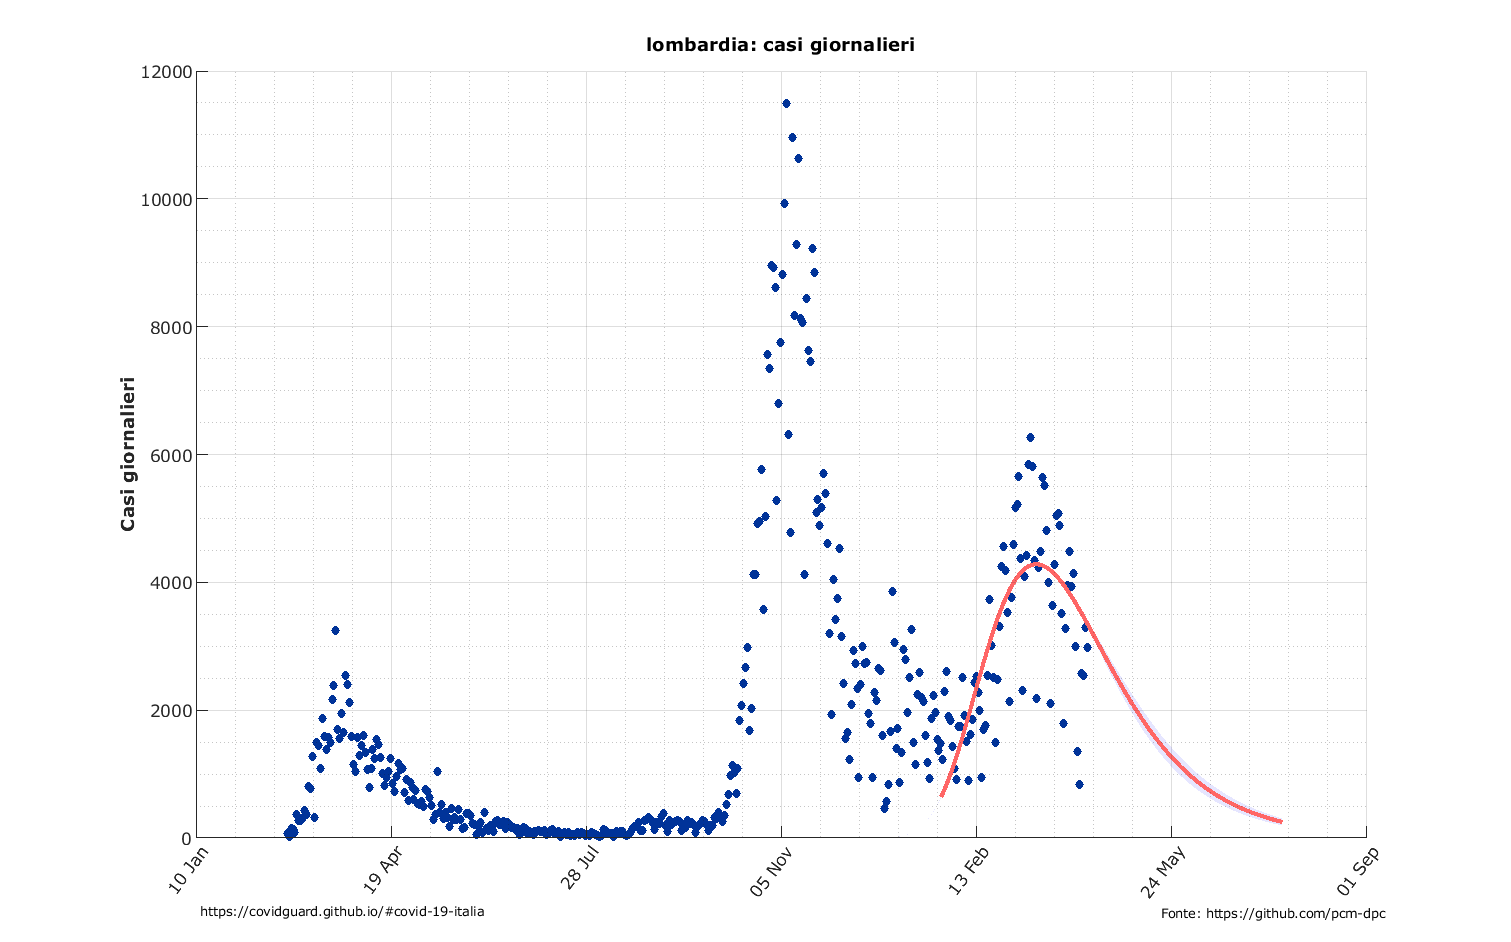 lombardia: casi giornalieri
Casi giornalieri
12000
10000
8000
6000
4000
2000
0
10 Jan
19 Apr
28 Jul
05 Nov
13 Feb
24 May
01 Sep
https://covidguard.github.io/#covid-19-italia
Fonte: https://github.com/pcm-dpc